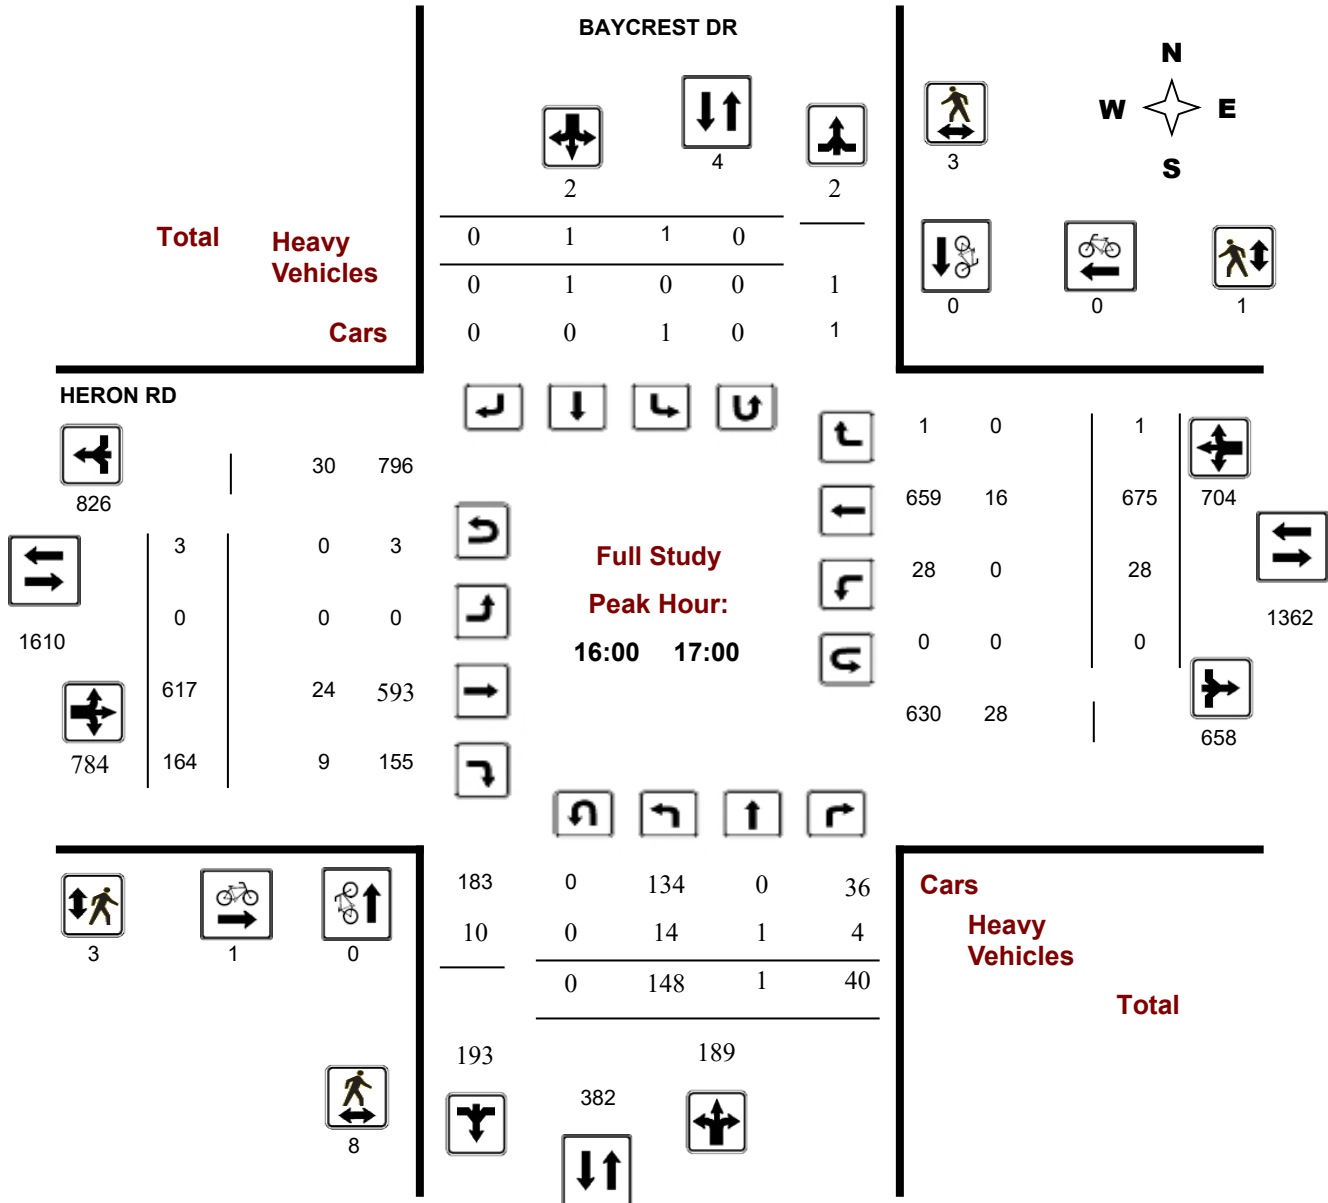 BAYCREST DR
N
W E
S
4
3
2 2
Total Heavy Vehicles
0 1 1 0
0 1 0 0 1
Cars 0 0 1 0 1
0 0 1
HERON RD
30 796
826
1 0 1
659 16 675 704
3 0 3
Full Study
28 0 28
0 0 0
Peak Hour:
1610
1362
16:00 17:00
0 0 0
617 24 593
630 28
658
784 164 9 155
183 0 134 0 36
Cars
10 0 14 1 4
Heavy Vehicles
3 1 0
0 148 1 40
Total
193 189
382
8